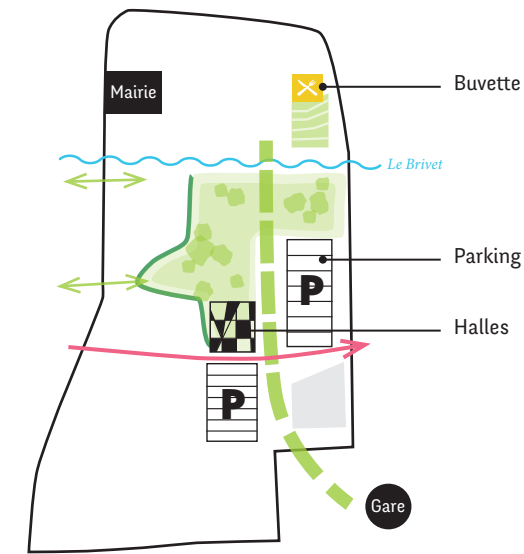 Mairie
Buvette
Le Brivet
Parking
P
Halles
P
Gare